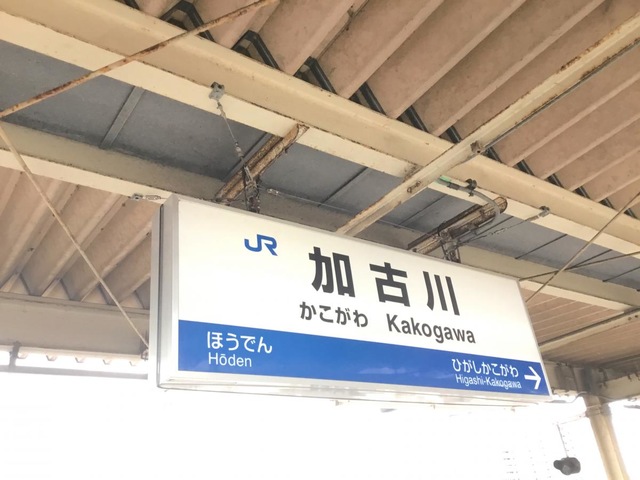 JR
加古川
かこがわ Kakogawa
ほうでん
Hōden
ひがしかこがわ
Higashi-Kakogawa